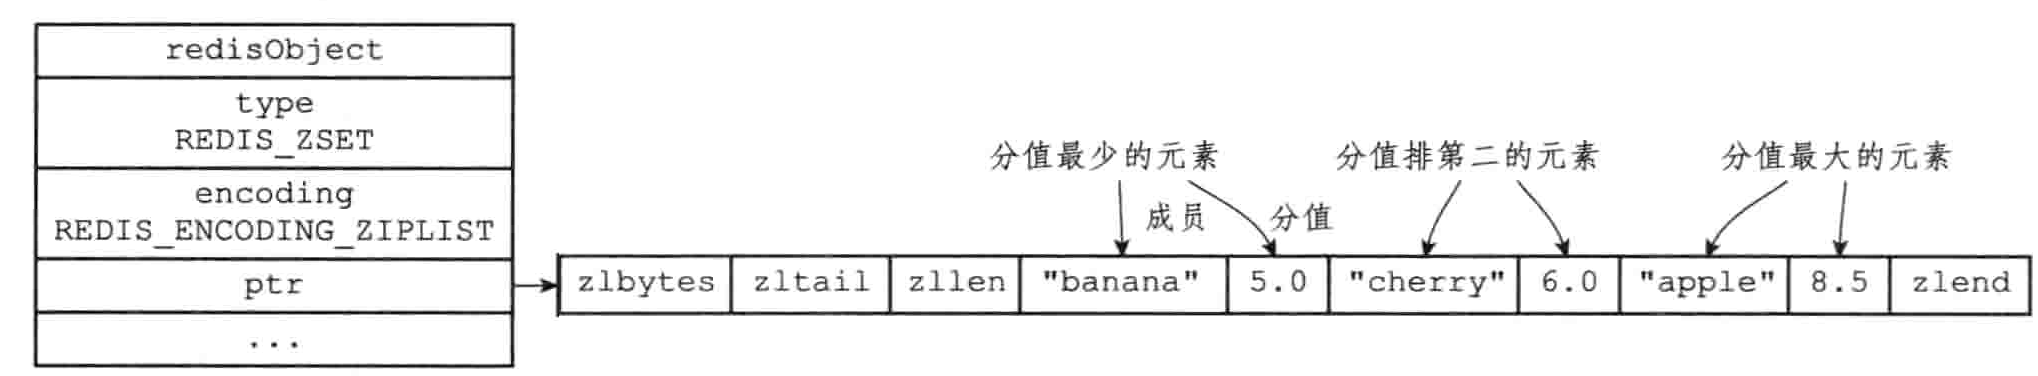 redisObject
type
REDIS_ZSET
encoding
REDIS_ENCODING_ZIPLIST
ptr
...
分值最少的元素 分值排第二的元素 分值最大的元素
成员 分值
zlbytes zltail zllen "banana" 5.0 "cherry" 6.0 "apple" 8.5 zlend